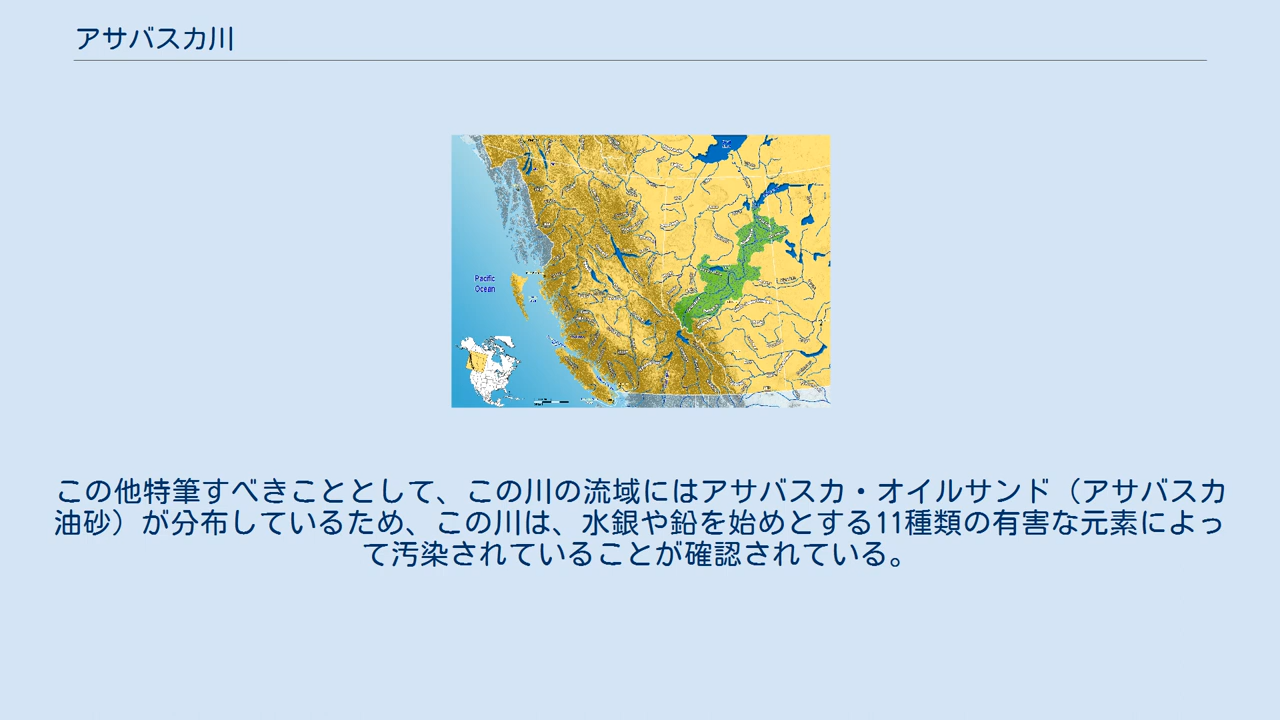 アサバスカ川
Pacific
Ocean
この他特筆すべきこととして、この川の流域にはアサバスカ・オイルサンド（アサバスカ
油砂）が分布しているため、この川は、水銀や鉛を始めとする11種類の有害な元素によっ
て汚染されていることが確認されている。